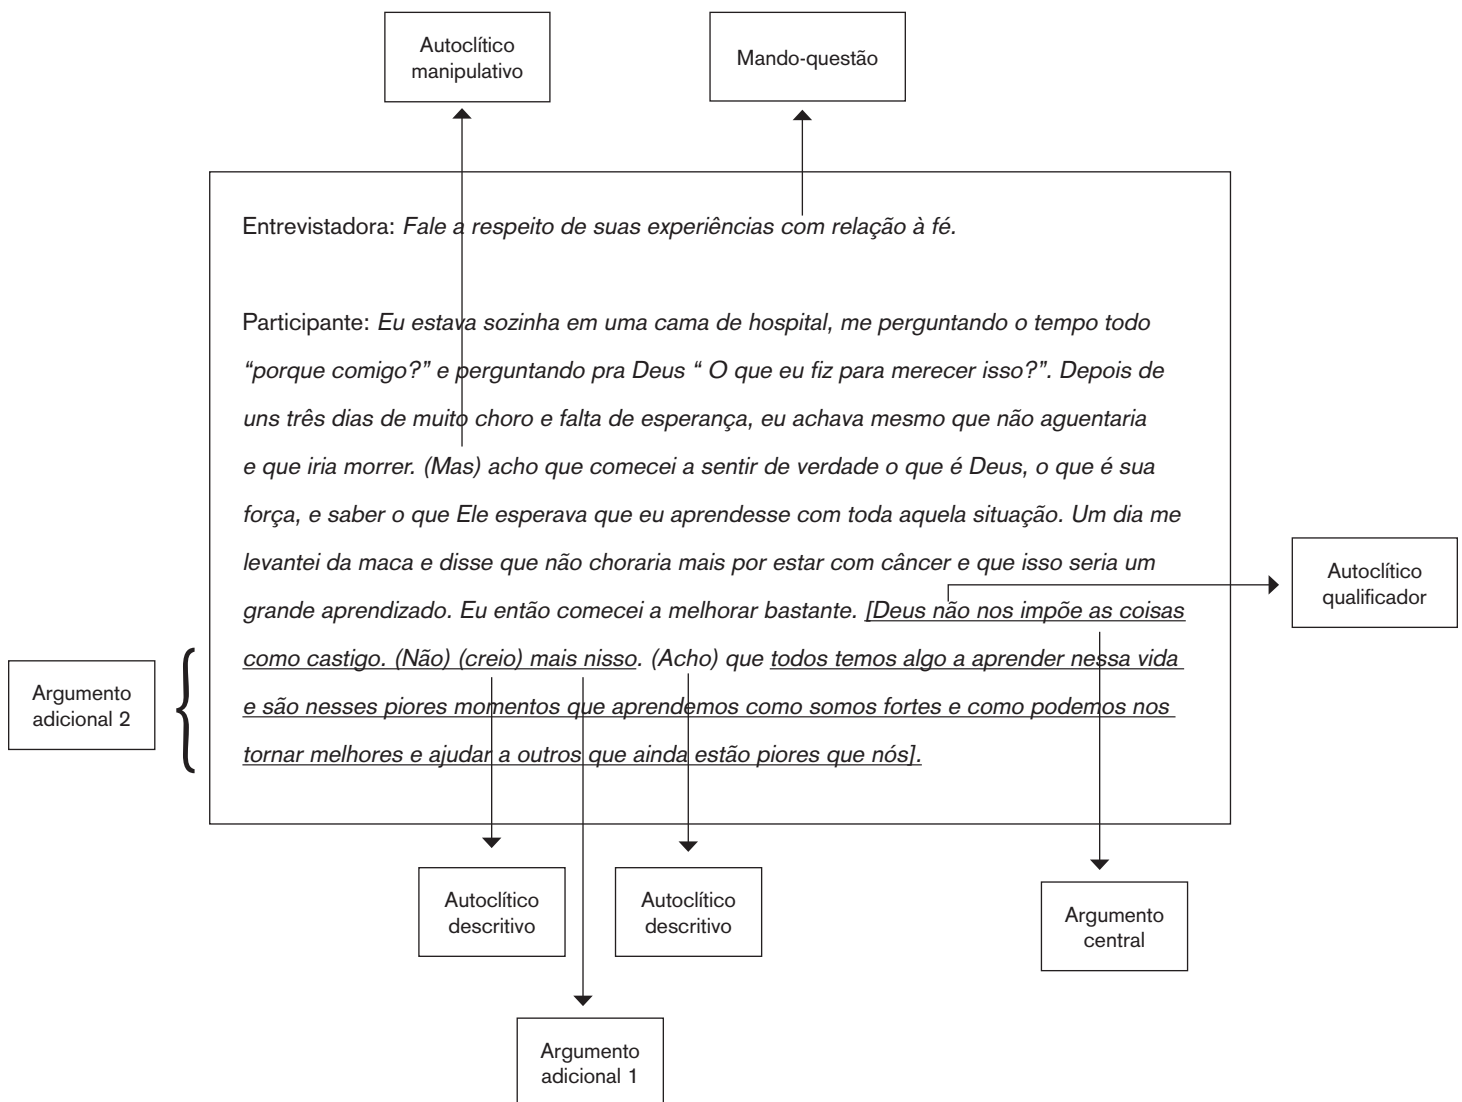 Autoclítico
manipulativo
Mando-questão
Entrevistadora: Fale a respeito de suas experiências com relação à fé.
Participante: Eu estava sozinha em uma cama de hospital, me perguntando o tempo todo
“porque comigo?” e perguntando pra Deus “ O que eu fiz para merecer isso?”. Depois de
uns três dias de muito choro e falta de esperança, eu achava mesmo que não aguentaria
e que iria morrer. (Mas) acho que comecei a sentir de verdade o que é Deus, o que é sua
força, e saber o que Ele esperava que eu aprendesse com toda aquela situação. Um dia me
levantei da maca e disse que não choraria mais por estar com câncer e que isso seria um
grande aprendizado. Eu então comecei a melhorar bastante. [Deus não nos impõe as coisas
como castigo. (Não) (creio) mais nisso. (Acho) que todos temos algo a aprender nessa vida
e são nesses piores momentos que aprendemos como somos fortes e como podemos nos
tornar melhores e ajudar a outros que ainda estão piores que nós].
Autoclítico
qualificador
Argumento
adicional 2
Autoclítico
descritivo
Autoclítico
descritivo
Argumento
central
Argumento
adicional 1